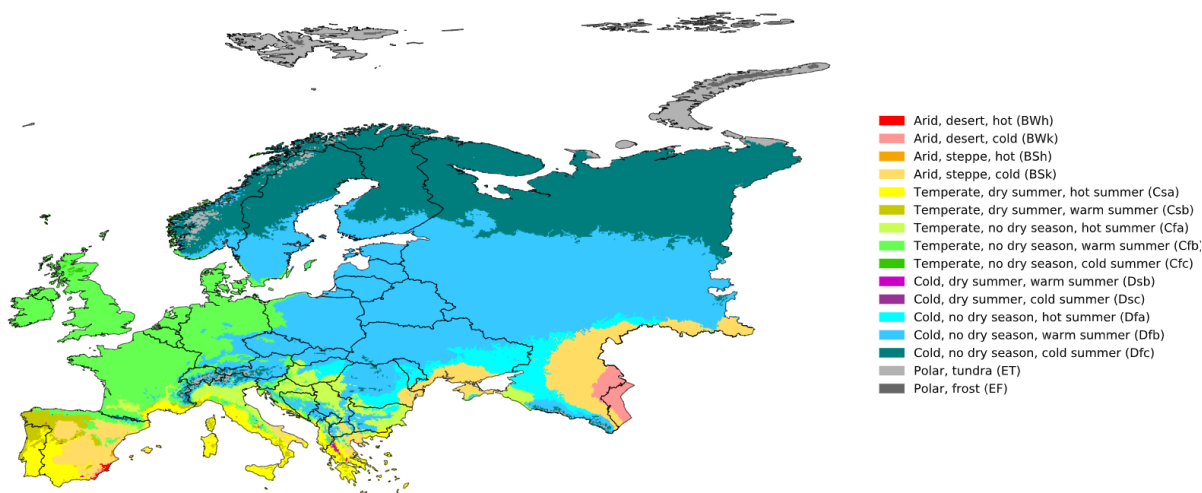 Arid, desert, hot (BWh)
Arid, desert, cold (BWk)
Arid, steppe, hot (BSh)
Arid, steppe, cold (BSk)
Temperate, dry summer, hot summer (Csa)
Temperate, dry summer, warm summer (Csb)
Temperate, no dry season, hot summer (Cfa)
Temperate, no dry season, warm summer (Cfb)
Temperate, no dry season, cold summer (Cfc)
Cold, dry summer, warm summer (Dsb)
Cold, dry summer, cold summer (Dsc)
Cold, no dry season, hot summer (Dfa)
Cold, no dry season, warm summer (Dfb)
Cold, no dry season, cold summer (Dfc)
Polar, tundra (ET)
Polar, frost (EF)